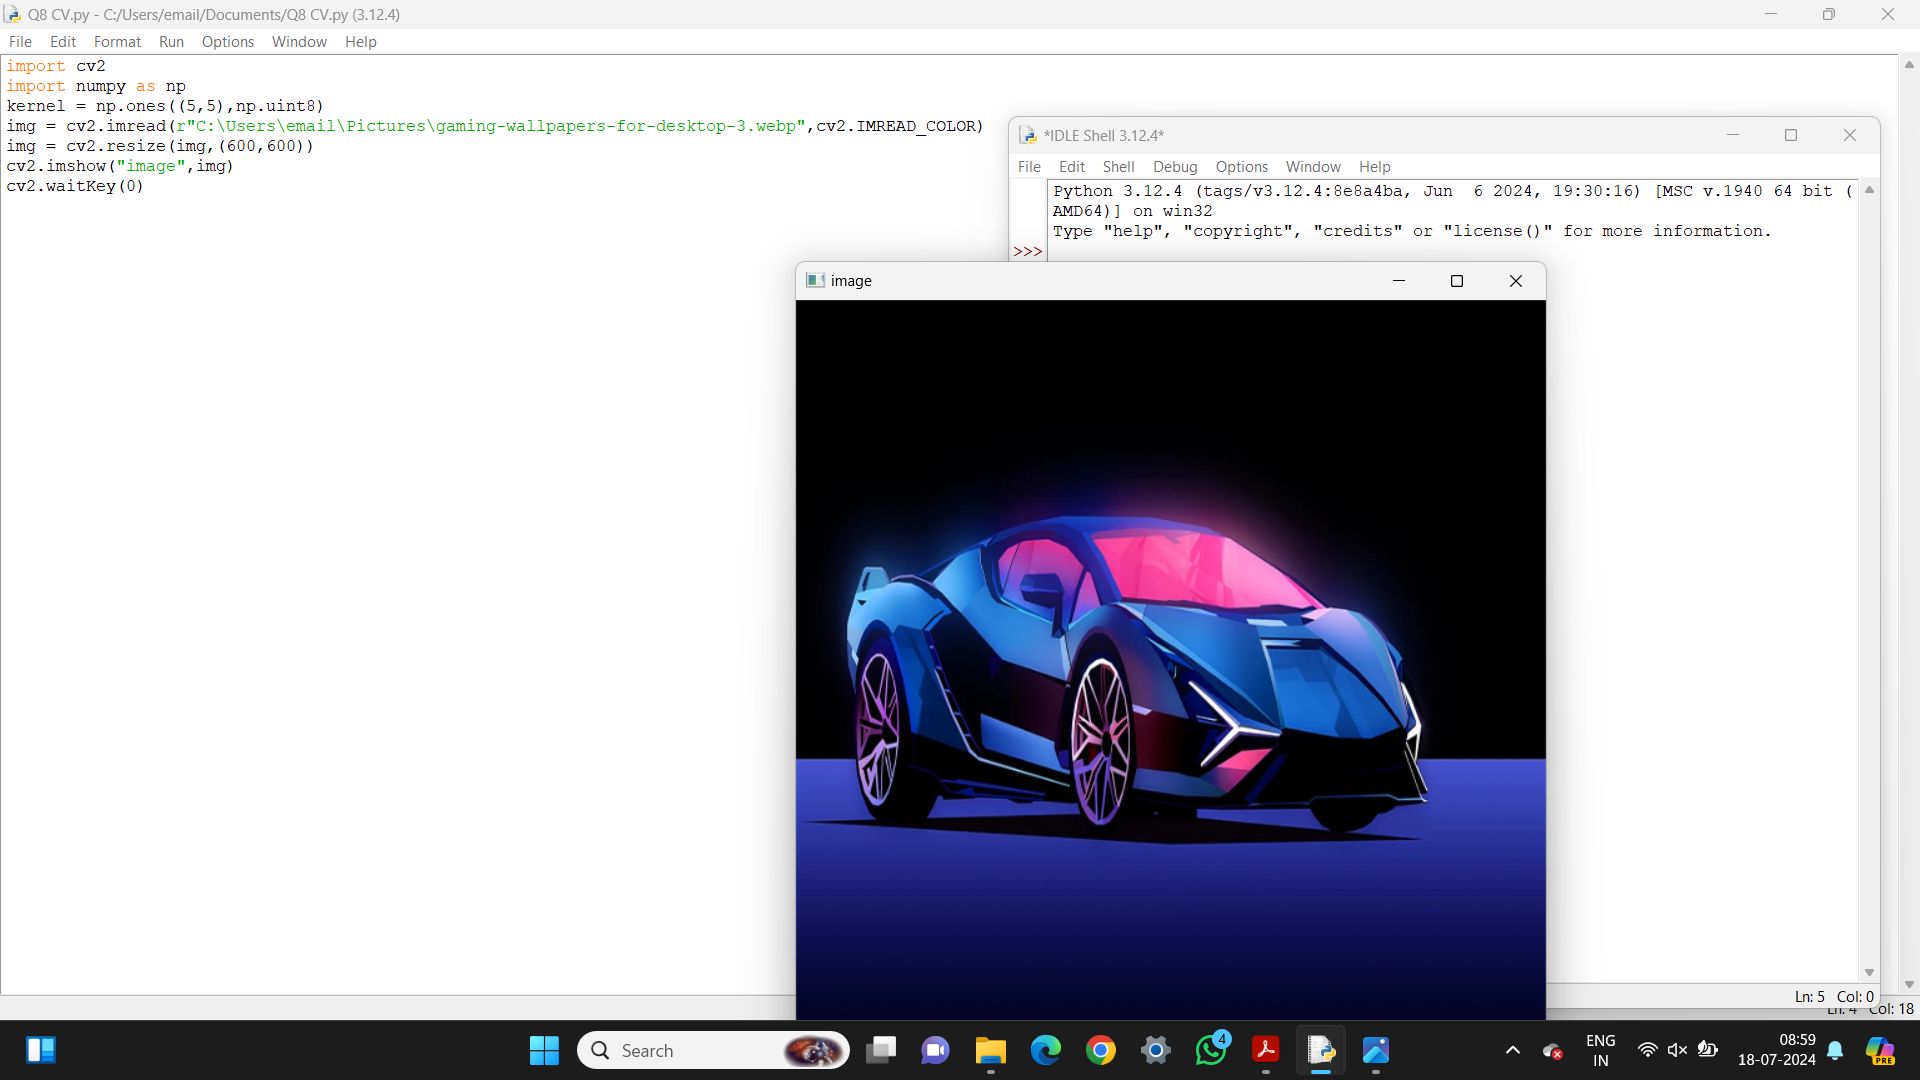 Q8 CV.py - C:/Users/email/Documents/Q8 CV.py (3.12.4)
File Edit Format Run Options Window Help
import cv2
import numpy as np
kernel = np.ones((5,5),np.uint8)
img = cv2.imread(r"C:\Users\email\Pictures\gaming-wallpapers-for-desktop-3.webp",cv2.IMREAD_COLOR)
img = cv2.resize(img,(600,600))
cv2.imshow("image",img)
cv2.waitKey(0)
*IDLE Shell 3.12.4*
File Edit Shell Debug Options Window Help
Python 3.12.4 (tags/v3.12.4:8e8a4ba, Jun  6 2024, 19:30:16) [MSC v.1940 64 bit (
AMD64)] on win32
Type "help", "copyright", "credits" or "license()" for more information.
>>>
image
Ln: 5 Col: 0
Ln: 4 Col: 18
Search
4
ENG
IN
08:59
18-07-2024
PRE